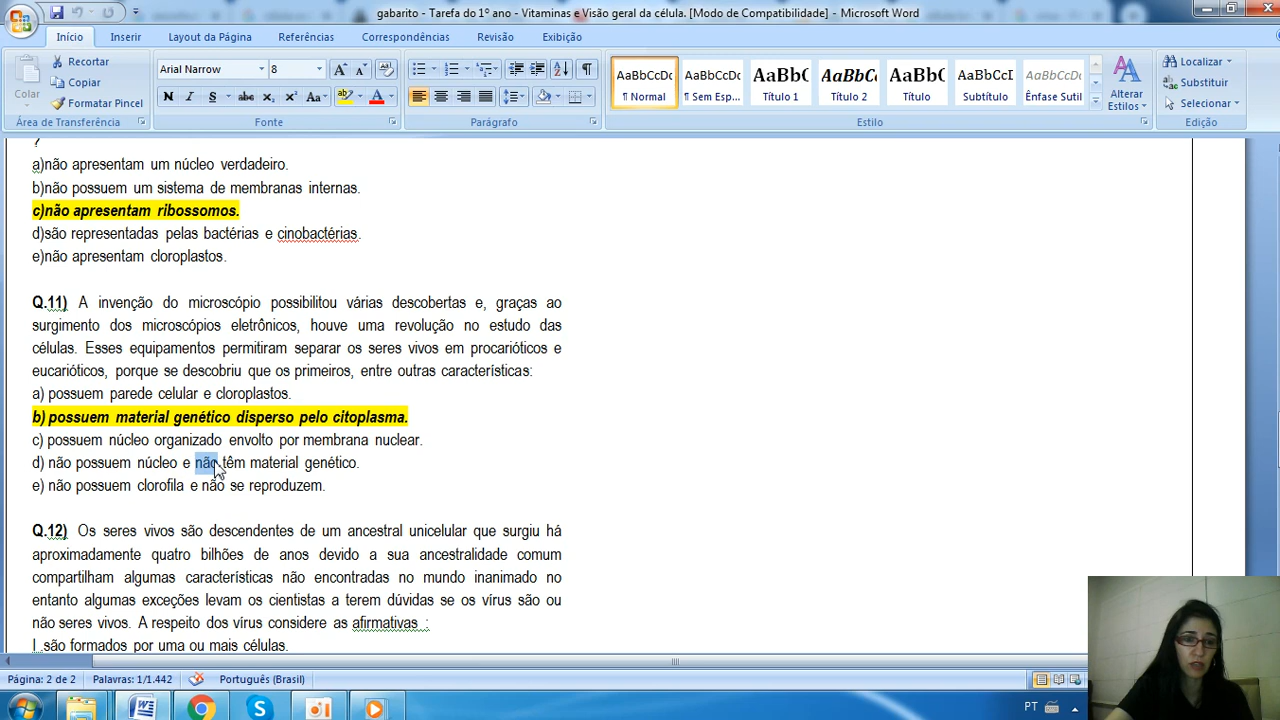 gabarito - Tarefa do 1º ano - Vitaminas e Visão geral da célula. [Modo de Compatibilidade] - Microsoft Word
Início Inserir Layout da Página Referências Correspondências Revisão Exibição
Colar
Recortar
Copiar
Formatar Pincel
Área de Transferência
Arial Narrow 8
N I S abc x₂ x² Aa
Fonte
Parágrafo
AaBbCcDc
¶ Normal
AaBbCcDc
¶ Sem Esp...
AaBbC
Título 1
AaBbCc
Título 2
AaBbC
Título
AaBbCcI
Subtítulo
AaBbCcDc
Ênfase Sutil
Alterar
Estilos
Estilo
Localizar
Substituir
Selecionar
Edição
?
a)não apresentam um núcleo verdadeiro.
b)não possuem um sistema de membranas internas.
c)não apresentam ribossomos.
d)são representadas pelas bactérias e cinobactérias.
e)não apresentam cloroplastos.
Q.11) A invenção do microscópio possibilitou várias descobertas e, graças ao
surgimento dos microscópios eletrônicos, houve uma revolução no estudo das
células. Esses equipamentos permitiram separar os seres vivos em procarióticos e
eucarióticos, porque se descobriu que os primeiros, entre outras características:
a) possuem parede celular e cloroplastos.
b) possuem material genético disperso pelo citoplasma.
c) possuem núcleo organizado envolto por membrana nuclear.
d) não possuem núcleo e não têm material genético.
e) não possuem clorofila e não se reproduzem.
Q.12) Os seres vivos são descendentes de um ancestral unicelular que surgiu há
aproximadamente quatro bilhões de anos devido a sua ancestralidade comum
compartilham algumas características não encontradas no mundo inanimado no
entanto algumas exceções levam os cientistas a terem dúvidas se os vírus são ou
não seres vivos. A respeito dos vírus considere as afirmativas :
I .são formados por uma ou mais células.
Página: 2 de 2 Palavras: 1/1.442 Português (Brasil)
PT